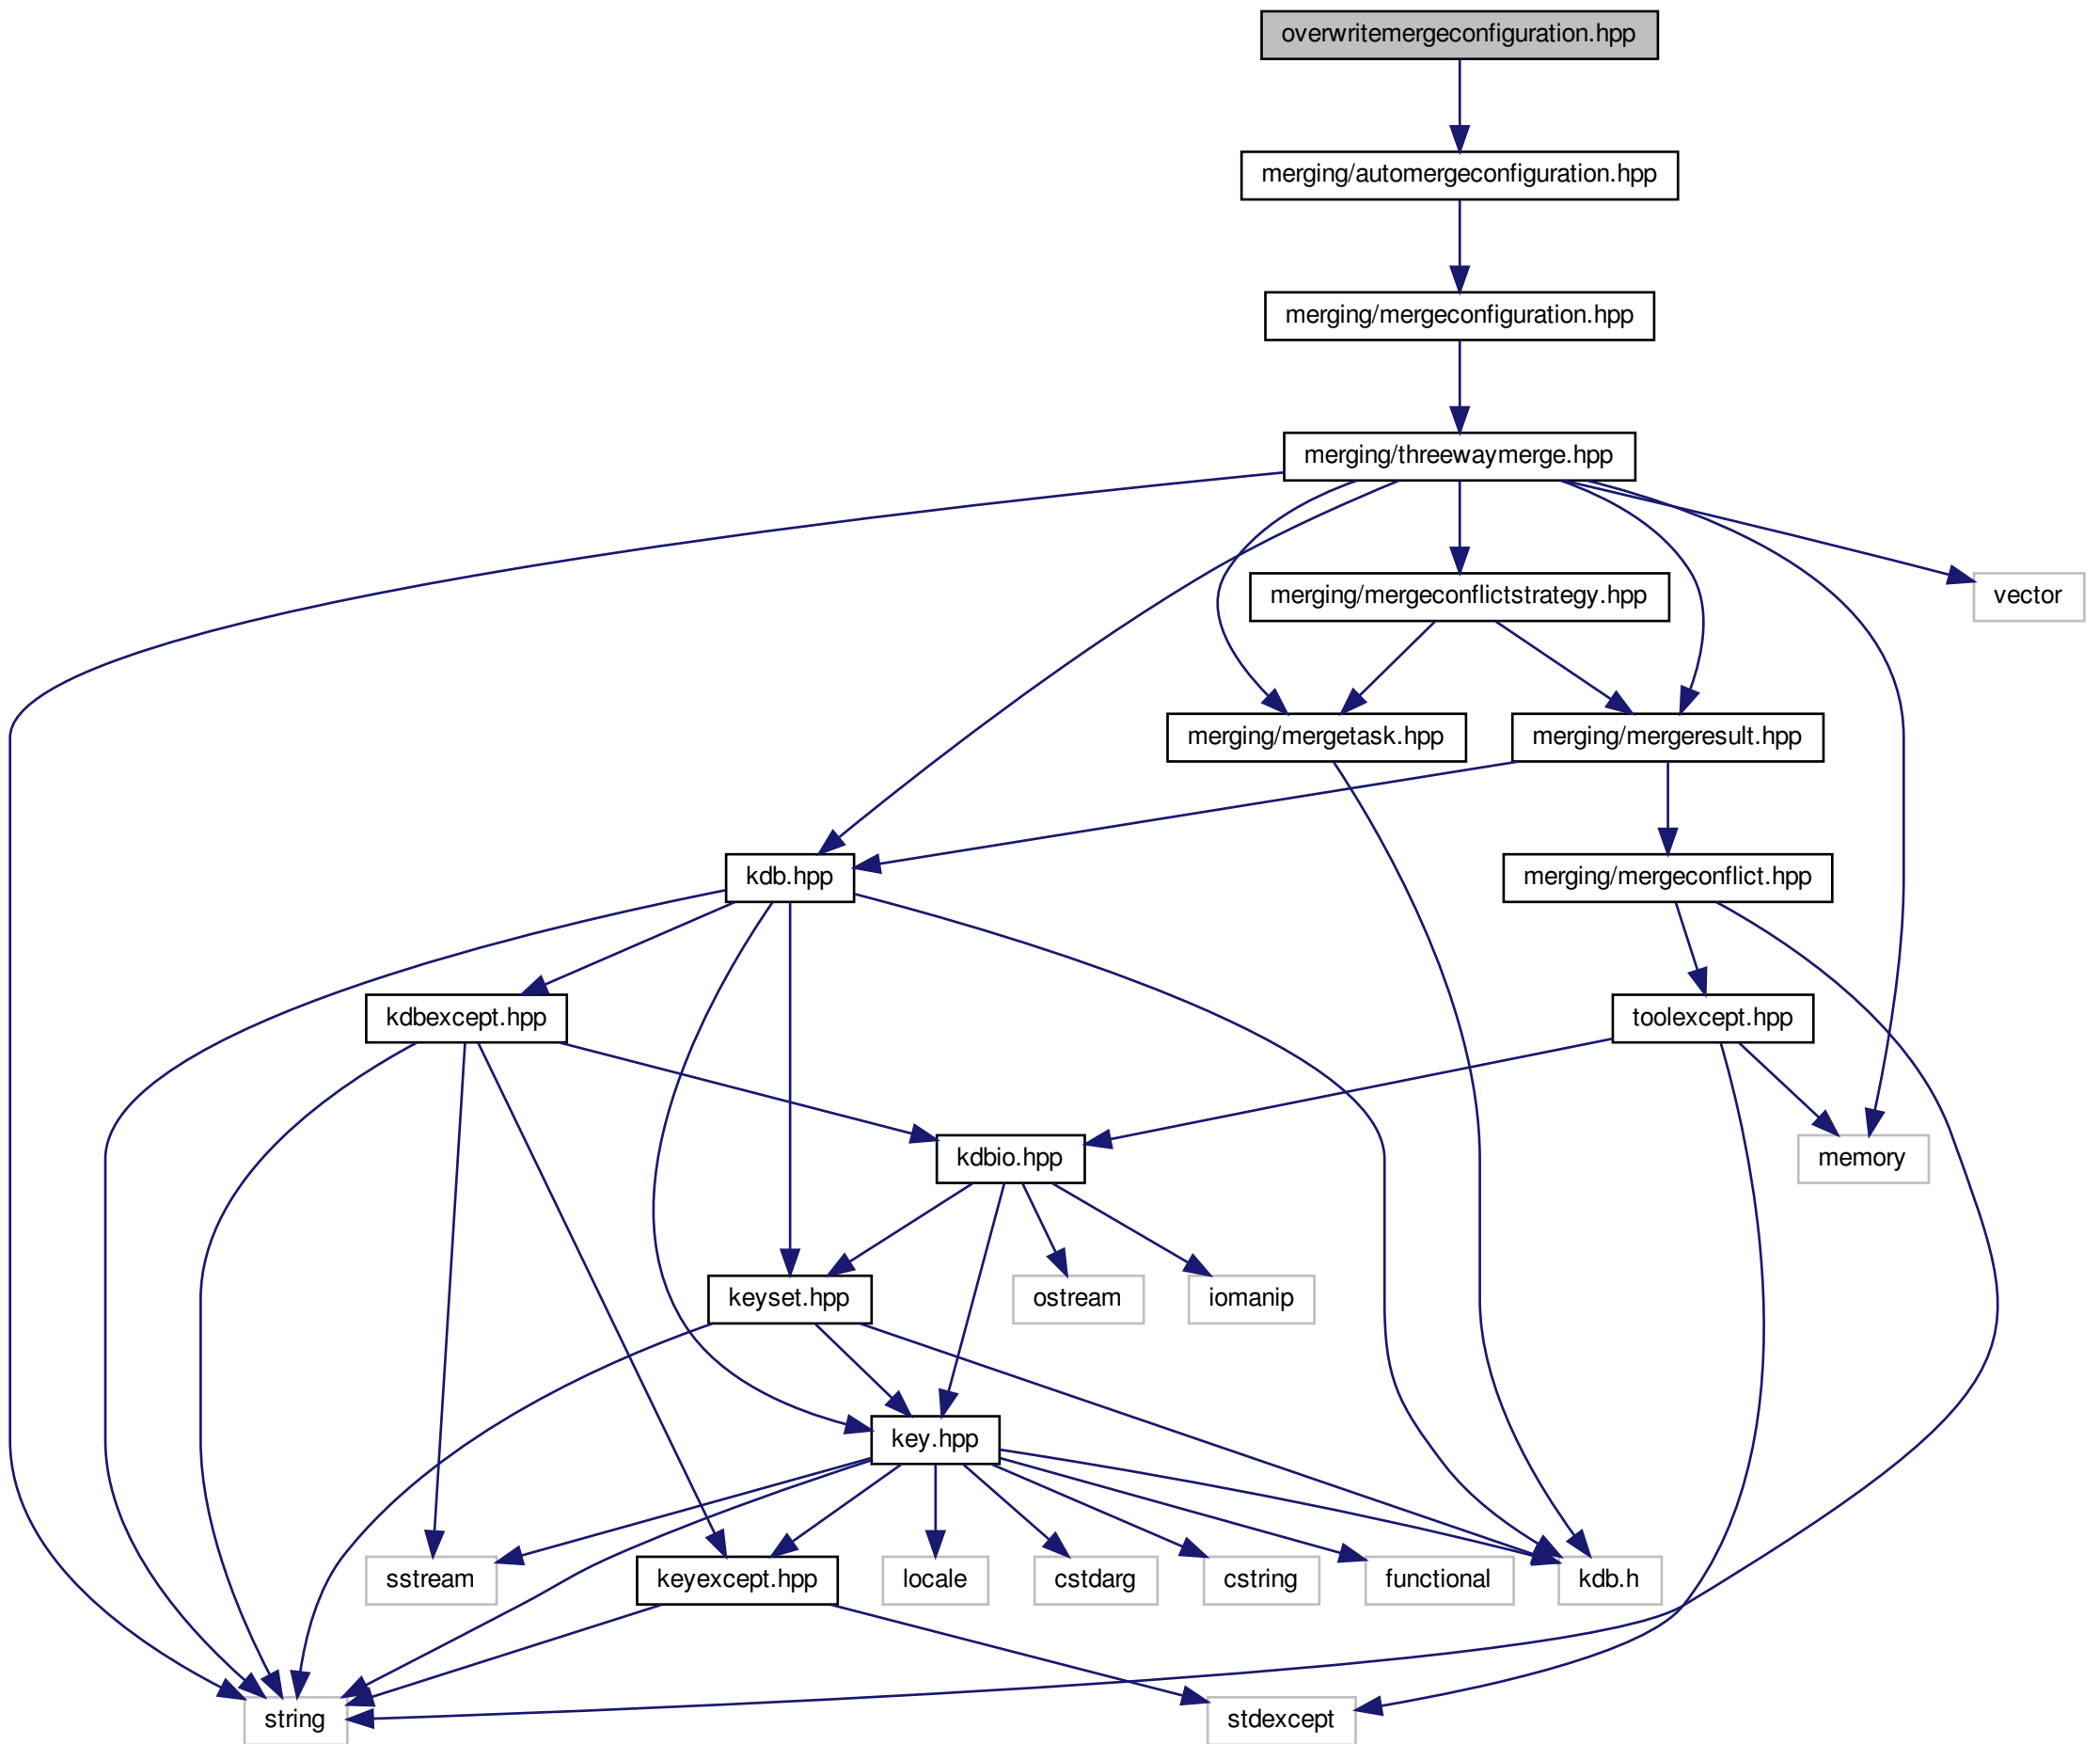 overwritemergeconfiguration.hpp
merging/automergeconfiguration.hpp
merging/mergeconfiguration.hpp
merging/threewaymerge.hpp
merging/mergeconflictstrategy.hpp
vector
merging/mergetask.hpp
merging/mergeresult.hpp
kdb.hpp
merging/mergeconflict.hpp
kdbexcept.hpp
toolexcept.hpp
kdbio.hpp
memory
keyset.hpp
ostream
iomanip
key.hpp
sstream
keyexcept.hpp
locale
cstdarg
cstring
functional
kdb.h
string
stdexcept